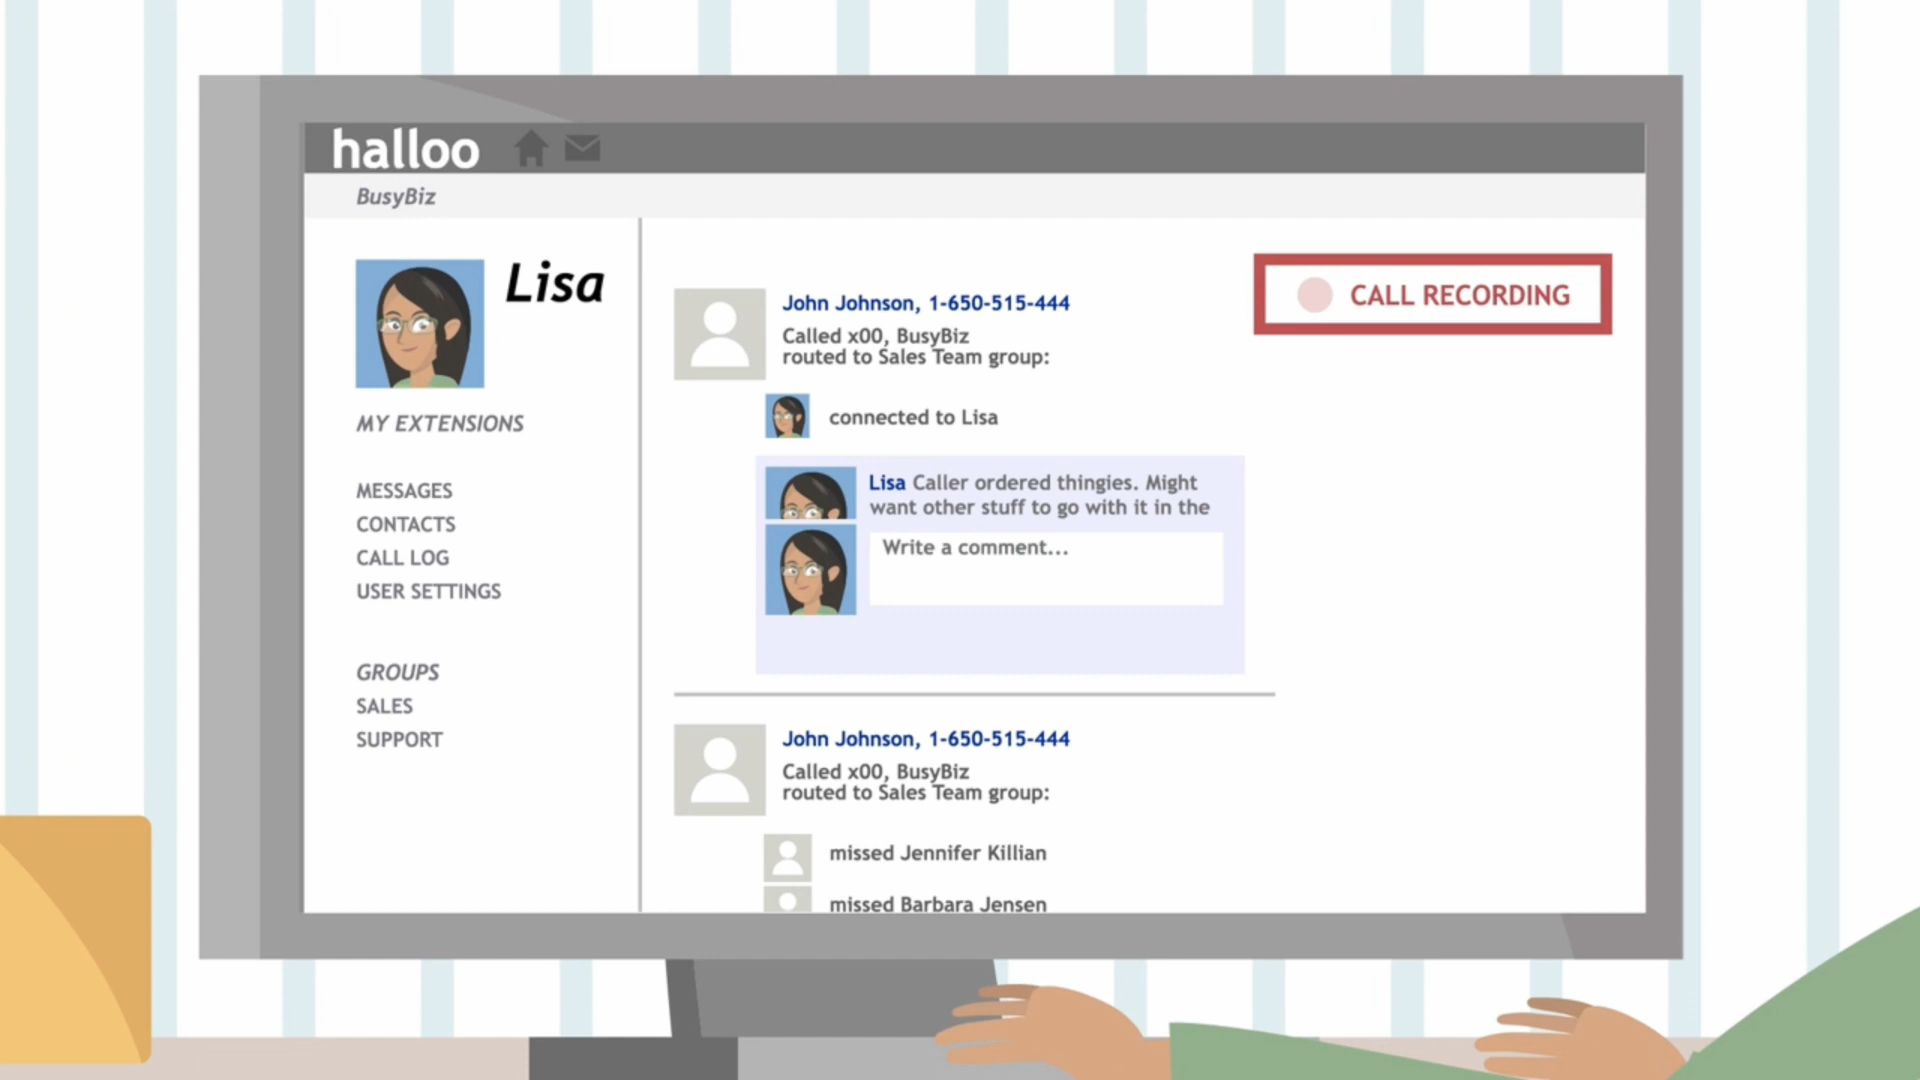 halloo
BusyBiz
Lisa
MY EXTENSIONS
MESSAGES
CONTACTS
CALL LOG
USER SETTINGS
GROUPS
SALES
SUPPORT
John Johnson, 1-650-515-444
Called x00, BusyBiz
routed to Sales Team group:
connected to Lisa
Lisa Caller ordered thingies. Might
want other stuff to go with it in the
Write a comment...
John Johnson, 1-650-515-444
Called x00, BusyBiz
routed to Sales Team group:
missed Jennifer Killian
missed Barbara Jensen
CALL RECORDING